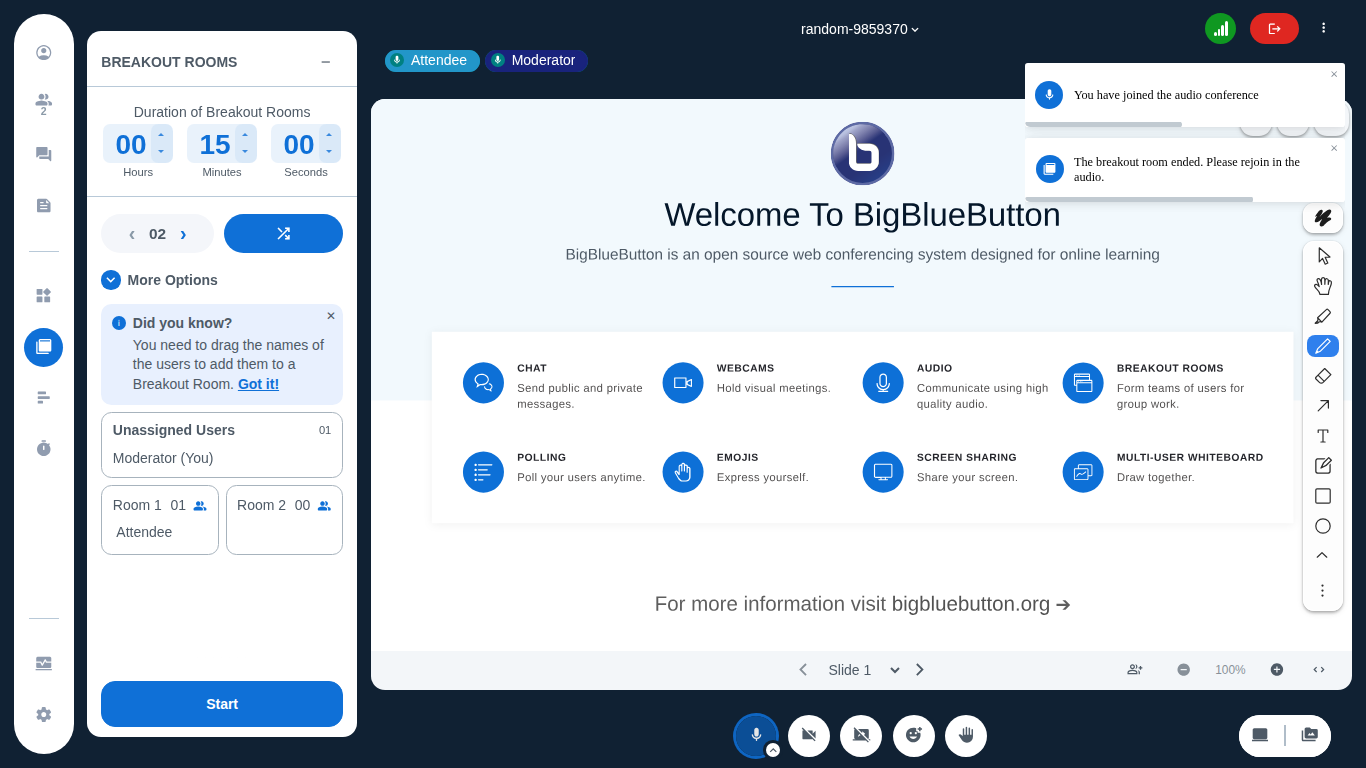 random-9859370
Attendee
Moderator
You have joined the audio conference
The breakout room ended. Please rejoin in the
audio.
2
BREAKOUT ROOMS
Duration of Breakout Rooms
00 15 00
Hours Minutes Seconds
02
More Options
Did you know?
You need to drag the names of
the users to add them to a
Breakout Room. Got it!
Unassigned Users 01
Moderator (You)
Room 1 01
Attendee
Room 2 00
Start
Welcome To BigBlueButton
BigBlueButton is an open source web conferencing system designed for online learning
CHAT
Send public and private
messages.
WEBCAMS
Hold visual meetings.
AUDIO
Communicate using high
quality audio.
BREAKOUT ROOMS
Form teams of users for
group work.
POLLING
Poll your users anytime.
EMOJIS
Express yourself.
SCREEN SHARING
Share your screen.
MULTI-USER WHITEBOARD
Draw together.
For more information visit bigbluebutton.org ➔
Slide 1
100%